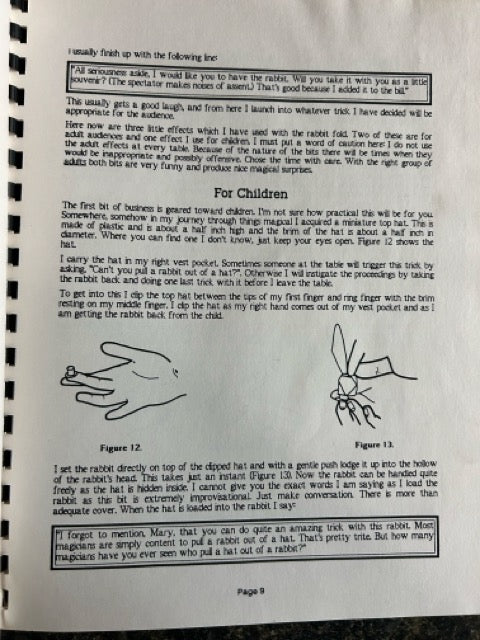 I usually finish up with the following line:
"All seriousness aside, I would like you to have the rabbit. Will you take it with you as a little
souvenir? (The spectator makes noises of assent.) That's good because I added it to the bill."
This usually gets a good laugh, and from here I launch into whatever trick I have decided will be
appropriate for the audience.
Here now are three little effects which I have used with the rabbit fold. Two of these are for
adult audiences and one effect I use for children. I must put a word of caution here: I do not use
the adult effects at every table. Because of the nature of the bits there will be times when they
would be inappropriate and possibly offensive. Chose the time with care. With the right group of
adults both bits are very funny and produce nice magical surprises.
For Children
The first bit of business is geared toward children. I'm not sure how practical this will be for you.
Somewhere, somehow in my journey through things magical I acquired a miniature top hat. This is
made of plastic and is about a half inch high and the brim of the hat is about a half inch in
diameter. Where you can find one I don't know, just keep your eyes open. Figure 12 shows the
hat.
I carry the hat in my right vest pocket. Sometimes someone at the table will trigger this trick by
asking, "Can't you pull a rabbit out of a hat?". Otherwise I will instigate the proceedings by taking
the rabbit back and doing one last trick with it before I leave the table.
To get into this I clip the top hat between the tips of my first finger and ring finger with the brim
resting on my middle finger. I clip the hat as my right hand comes out of my vest pocket and as I
am getting the rabbit back from the child.
Figure 12.
Figure 13.
I set the rabbit directly on top of the clipped hat and with a gentle push lodge it up into the hollow
of the rabbit's head. This takes just an instant (Figure 13). Now the rabbit can be handled quite
freely as the hat is hidden inside. I cannot give you the exact words I am saying as I load the
rabbit as this bit is extremely improvisational. Just make conversation. There is more than
adequate cover. When the hat is loaded into the rabbit I say:
"I forgot to mention, Mary, that you can do quite an amazing trick with this rabbit. Most
magicians are simply content to pull a rabbit out of a hat. That's pretty trite. But how many
magicians have you ever seen who pull a hat out of a rabbit?"
Page 9